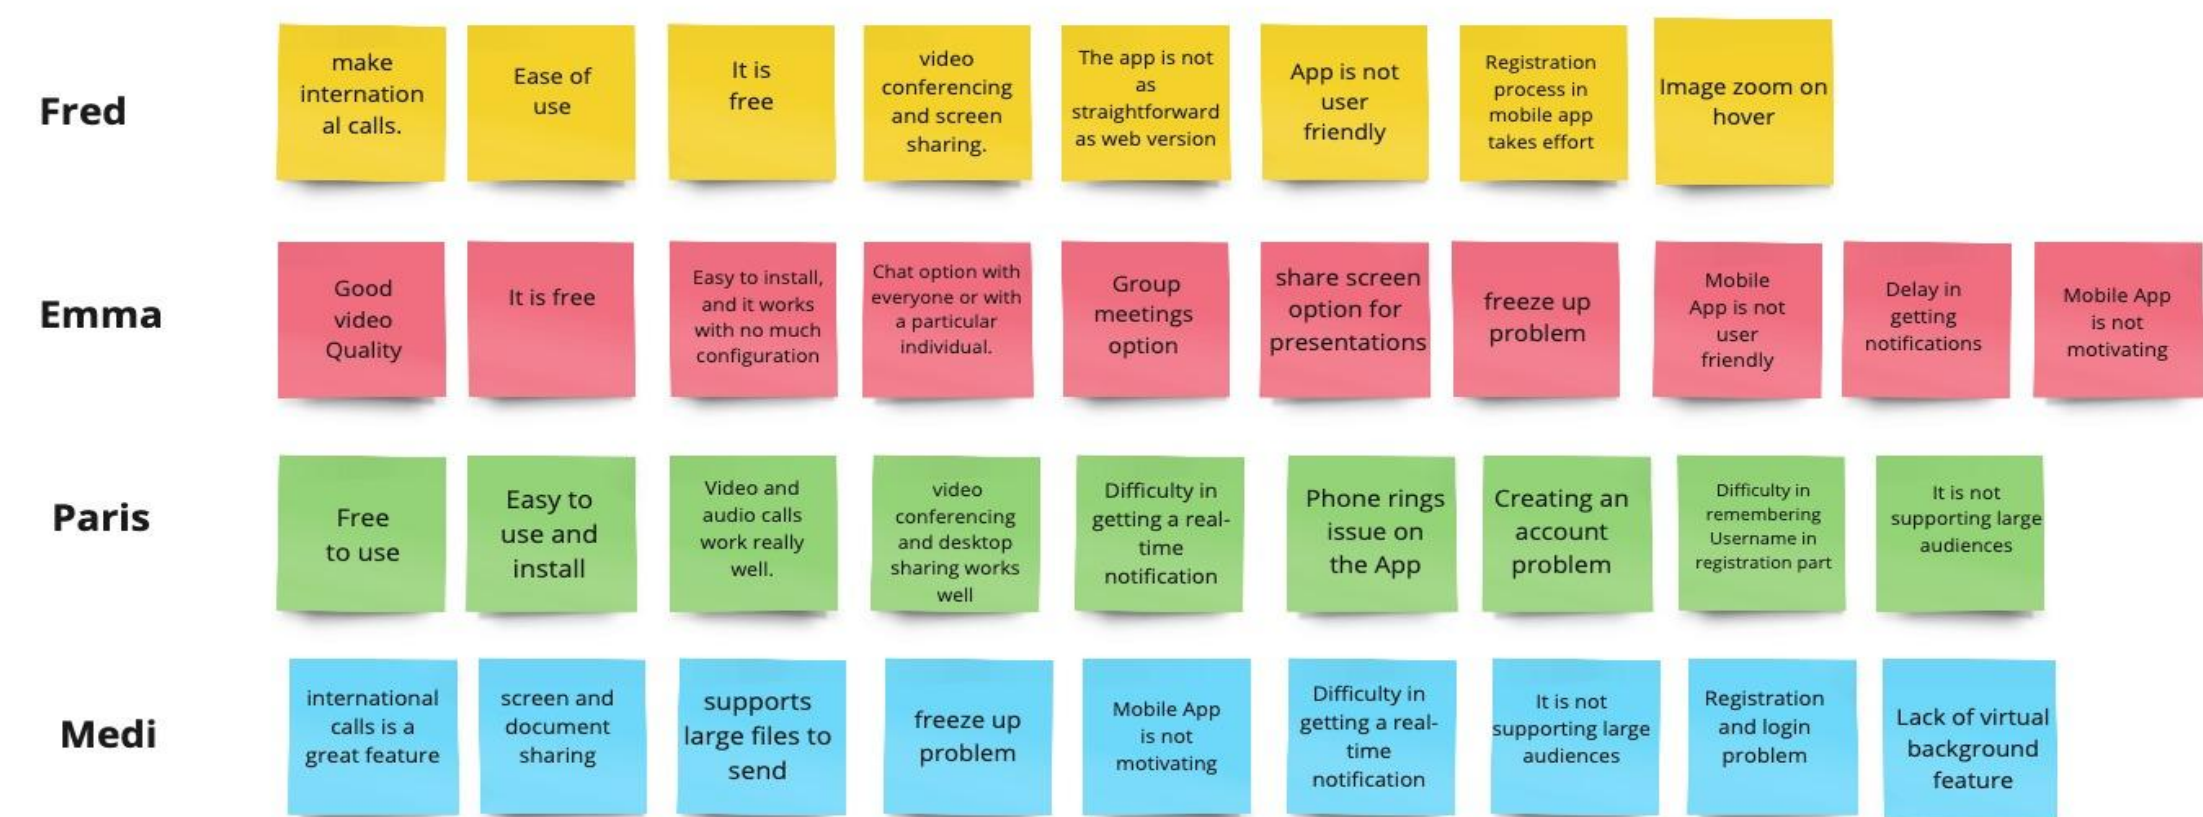 Fred
make
internation
al calls.
Ease of
use
It is
free
video
conferencing
and screen
sharing.
The app is not
as
straightforward
as web version
App is not
user
friendly
Registration
process in
mobile app
takes effort
Image zoom on
hover
Emma
Good
video
Quality
It is free
Easy to install,
and it works
with no much
configuration
Chat option with
everyone or with
a particular
individual.
Group
meetings
option
share screen
option for
presentations
freeze up
problem
Mobile
App is not
user
friendly
Delay in
getting
notifications
Mobile App
is not
motivating
Paris
Free
to use
Easy to
use and
install
Video and
audio calls
work really
well.
video
conferencing
and desktop
sharing works
well
Difficulty in
getting a real-
time
notification
Phone rings
issue on
the App
Creating an
account
problem
Difficulty in
remembering
Username in
registration part
It is not
supporting large
audiences
Medi
international
calls is a
great feature
screen and
document
sharing
supports
large files to
send
freeze up
problem
Mobile App
is not
motivating
Difficulty in
getting a real-
time
notification
It is not
supporting large
audiences
Registration
and login
problem
Lack of virtual
background
feature